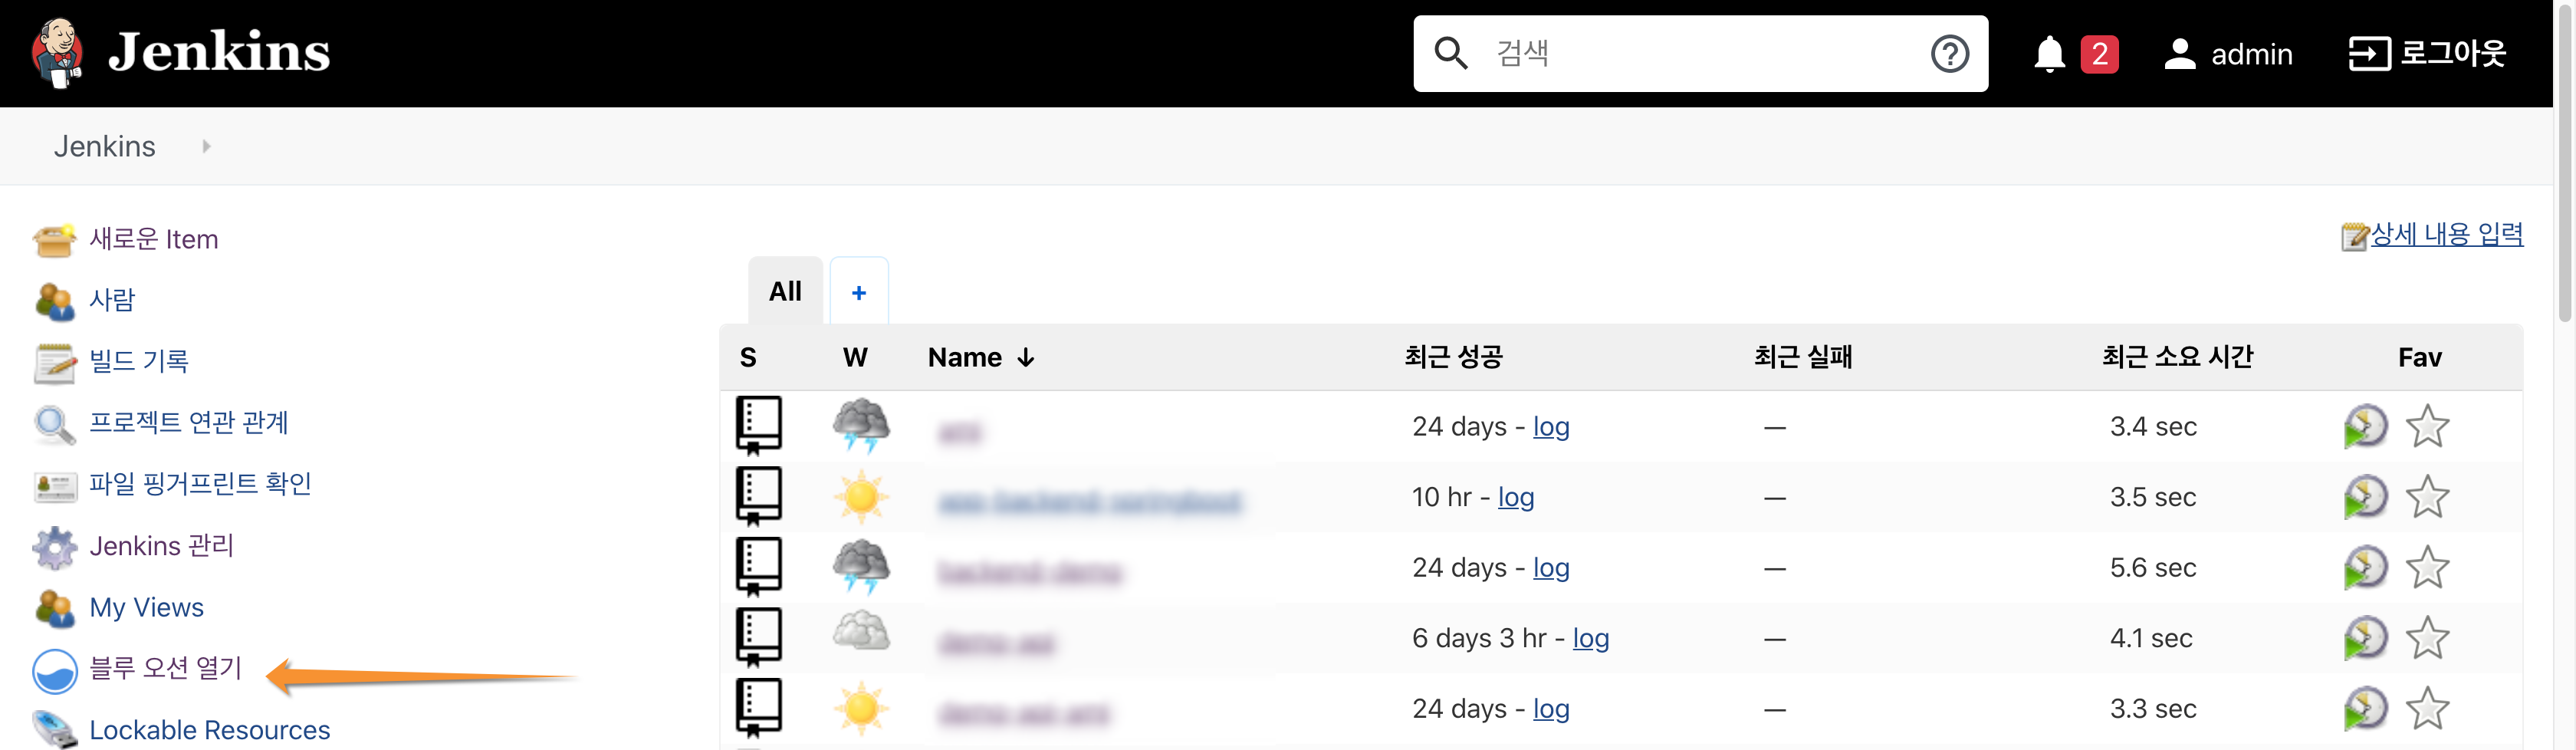 Jenkins
검색
2
admin
로그아웃
Jenkins
새로운 Item
사람
빌드 기록
프로젝트 연관 관계
파일 핑거프린트 확인
Jenkins 관리
My Views
블루 오션 열기
Lockable Resources
상세 내용 입력
All +
S W Name ↓ 최근 성공 최근 실패 최근 소요 시간 Fav
24 days - log — 3.4 sec
10 hr - log — 3.5 sec
24 days - log — 5.6 sec
6 days 3 hr - log — 4.1 sec
24 days - log — 3.3 sec